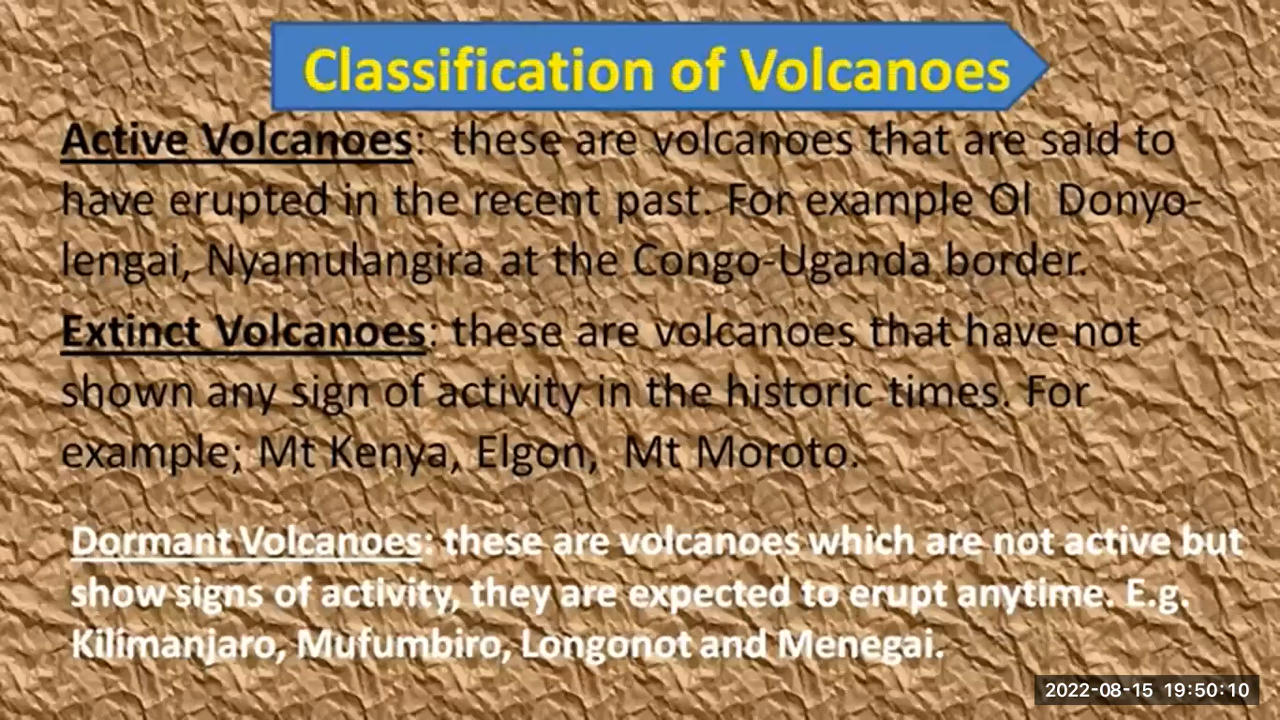 Classification of Volcanoes
Active Volcanoes:  these are volcanoes that are said to
have erupted in the recent past. For example Ol  Donyo-
lengai, Nyamulangira at the Congo-Uganda border.
Extinct Volcanoes: these are volcanoes that have not
shown any sign of activity in the historic times. For
example; Mt Kenya, Elgon,  Mt Moroto.
Dormant Volcanoes: these are volcanoes which are not active but
show signs of activity, they are expected to erupt anytime. E.g.
Kilimanjaro, Mufumbiro, Longonot and Menegai.
2022-08-15 19:50:10